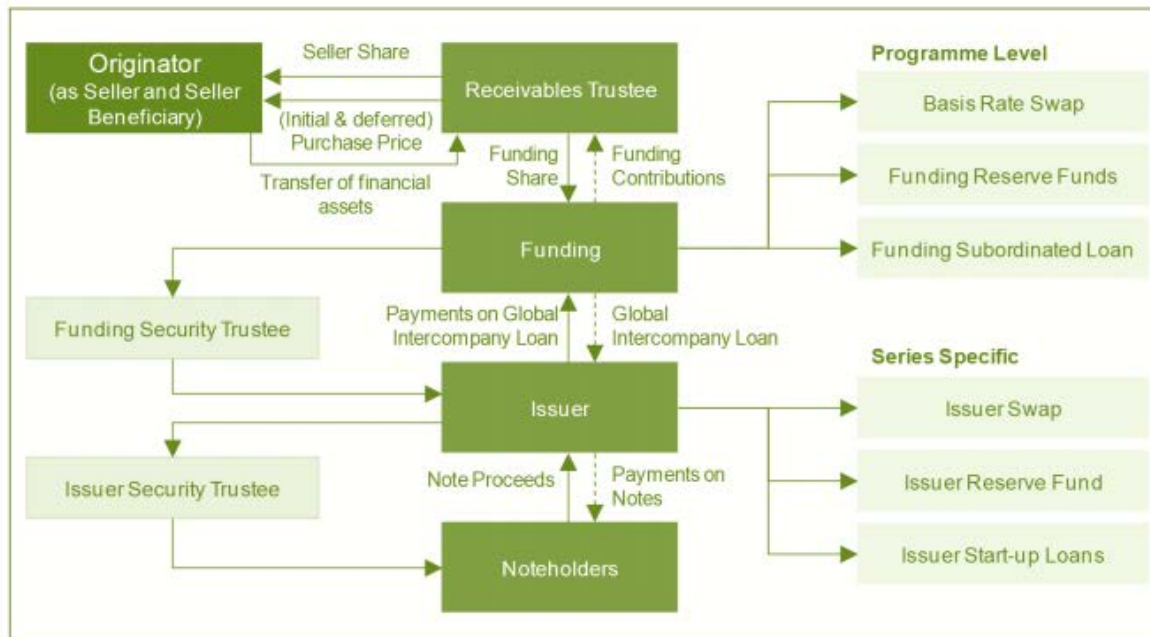 Originator
(as Seller and Seller
Beneficiary)
Seller Share
(Initial & deferred)
Purchase Price
Transfer of financial
assets
Receivables Trustee
Funding
Share
Funding
Contributions
Funding
Funding Security Trustee
Payments on Global
Intercompany Loan
Global
Intercompany Loan
Issuer
Issuer Security Trustee
Note Proceeds
Payments on
Notes
Noteholders
Programme Level
Basis Rate Swap
Funding Reserve Funds
Funding Subordinated Loan
Series Specific
Issuer Swap
Issuer Reserve Fund
Issuer Start-up Loans